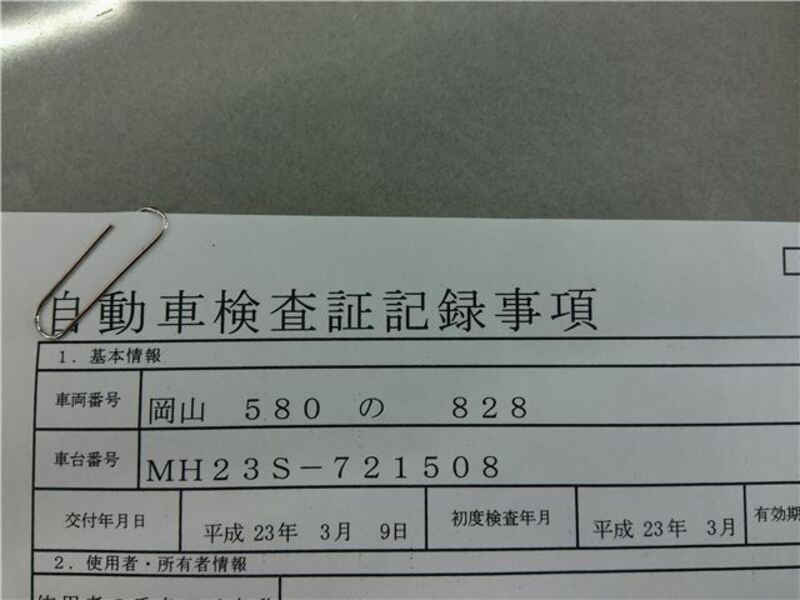 自動車検査証記録事項
1. 基本情報
車両番号 岡山 580 の 828
車台番号 MH23S-721508
交付年月日 平成 23年 3月 9日 初度検査年月 平成 23年 3月 有効期
2. 使用者・所有者情報